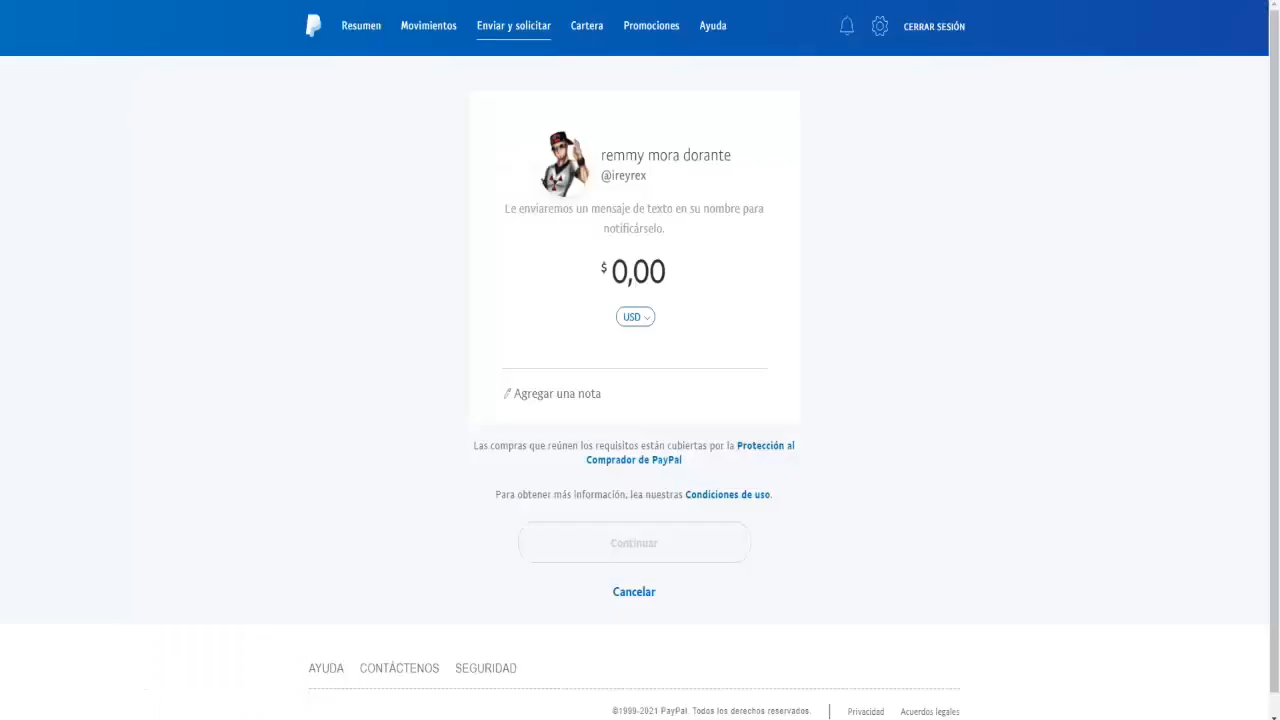 Resumen Movimientos Enviar y solicitar Cartera Promociones Ayuda CERRAR SESIÓN
remmy mora dorante
@ireyrex
Le enviaremos un mensaje de texto en su nombre para
notificárselo.
$ 0,00
USD
Agregar una nota
Las compras que reúnen los requisitos están cubiertas por la Protección al
Comprador de PayPal
Para obtener más información, lea nuestras Condiciones de uso.
Continuar
Cancelar
AYUDA CONTÁCTENOS SEGURIDAD
©1999-2021 PayPal. Todos los derechos reservados. | Privacidad Acuerdos legales